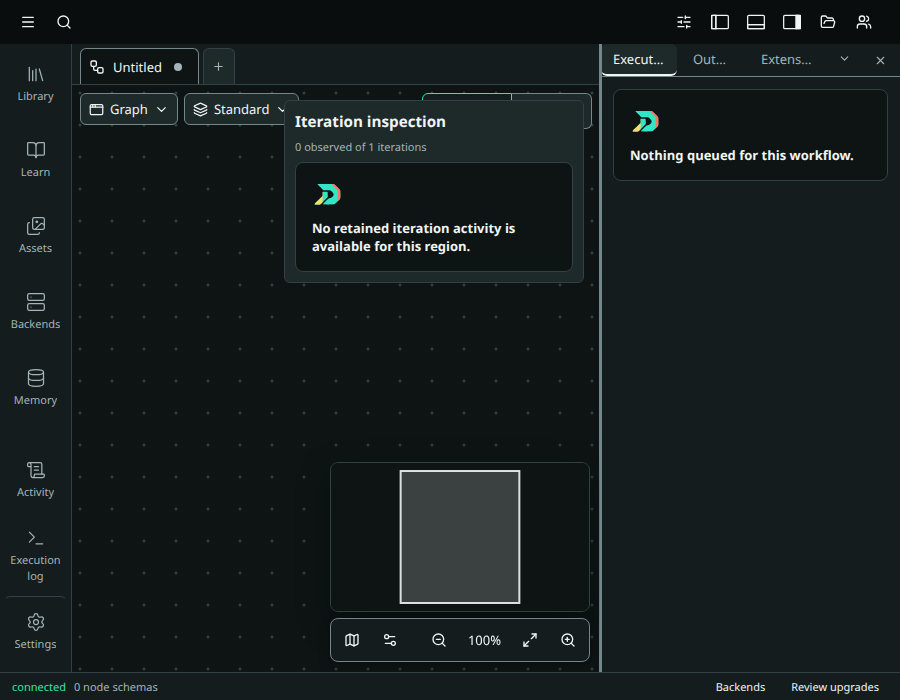 Untitled
+
Execut...
Out...
Extens...
Library
Learn
Assets
Backends
Memory
Activity
Execution
log
Settings
Graph
Standard
Iteration inspection
0 observed of 1 iterations
No retained iteration activity is
available for this region.
Nothing queued for this workflow.
100%
connected
0 node schemas
Backends
Review upgrades